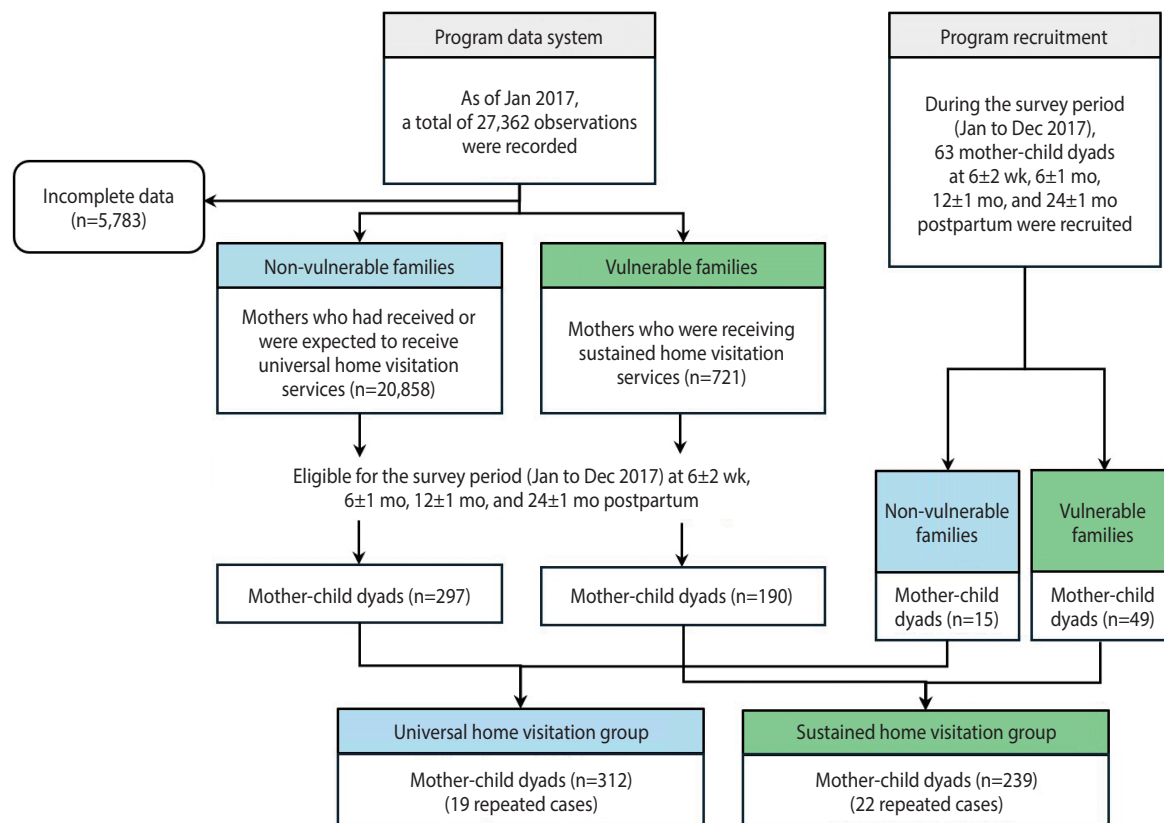 Program data system
As of Jan 2017,
a total of 27,362 observations
were recorded
Program recruitment
During the survey period
(Jan to Dec 2017),
63 mother-child dyads
at 6±2 wk, 6±1 mo,
12±1 mo, and 24±1 mo
postpartum were recruited
Incomplete data
(n=5,783)
Non-vulnerable families
Mothers who had received or
were expected to receive
universal home visitation
services (n=20,858)
Vulnerable families
Mothers who were receiving
sustained home visitation
services (n=721)
Eligible for the survey period (Jan to Dec 2017) at 6±2 wk,
6±1 mo, 12±1 mo, and 24±1 mo postpartum
Non-vulnerable
families
Vulnerable
families
Mother-child dyads (n=297)
Mother-child dyads (n=190)
Mother-child
dyads (n=15)
Mother-child
dyads (n=49)
Universal home visitation group
Mother-child dyads (n=312)
(19 repeated cases)
Sustained home visitation group
Mother-child dyads (n=239)
(22 repeated cases)